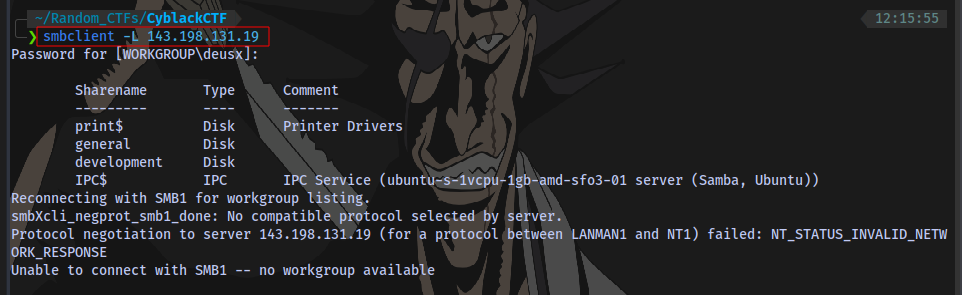 ~/Random_CTFs/CyblackCTF 12:15:55
❯ smbclient -L 143.198.131.19
Password for [WORKGROUP\deusx]:
Sharename Type Comment
--------- ---- -------
print$ Disk Printer Drivers
general Disk
development Disk
IPC$ IPC IPC Service (ubuntu-s-1vcpu-1gb-amd-sfo3-01 server (Samba, Ubuntu))
Reconnecting with SMB1 for workgroup listing.
smbXcli_negprot_smb1_done: No compatible protocol selected by server.
Protocol negotiation to server 143.198.131.19 (for a protocol between LANMAN1 and NT1) failed: NT_STATUS_INVALID_NETW
ORK_RESPONSE
Unable to connect with SMB1 -- no workgroup available